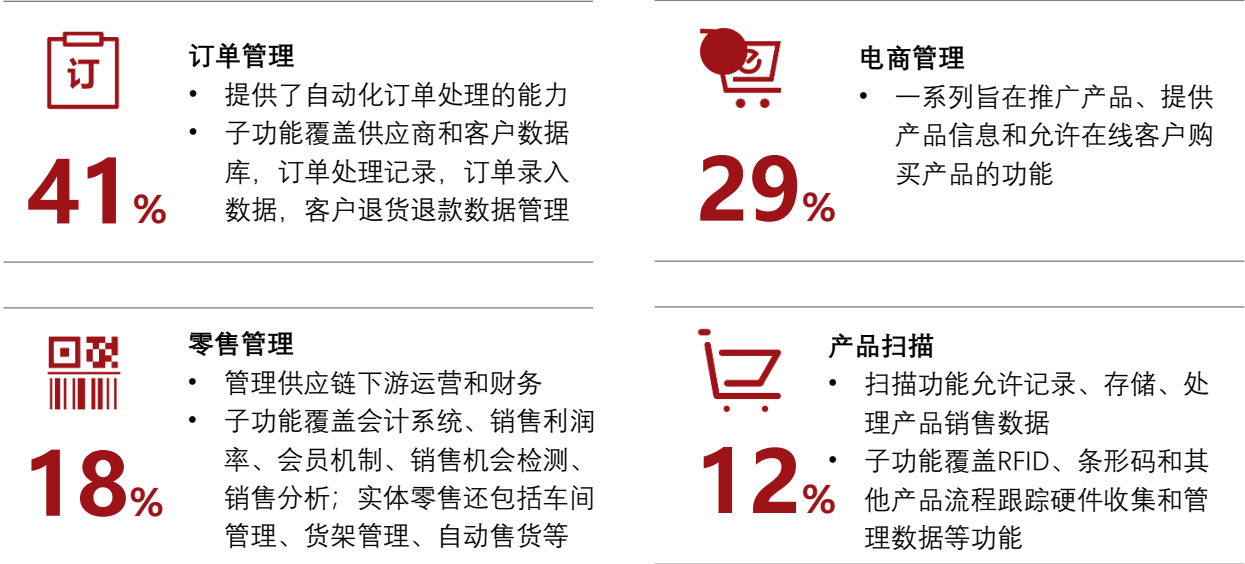 订
订单管理
• 提供了自动化订单处理的能力
• 子功能覆盖供应商和客户数据
库，订单处理记录，订单录入
数据，客户退货退款数据管理
41%
电商管理
• 一系列旨在推广产品、提供
产品信息和允许在线客户购
买产品的功能
29%
零售管理
• 管理供应链下游运营和财务
• 子功能覆盖会计系统、销售利润
率、会员机制、销售机会检测、
销售分析；实体零售还包括车间
管理、货架管理、自动售货等
18%
产品扫描
• 扫描功能允许记录、存储、处
理产品销售数据
• 子功能覆盖RFID、条形码和其
他产品流程跟踪硬件收集和管
理数据等功能
12%